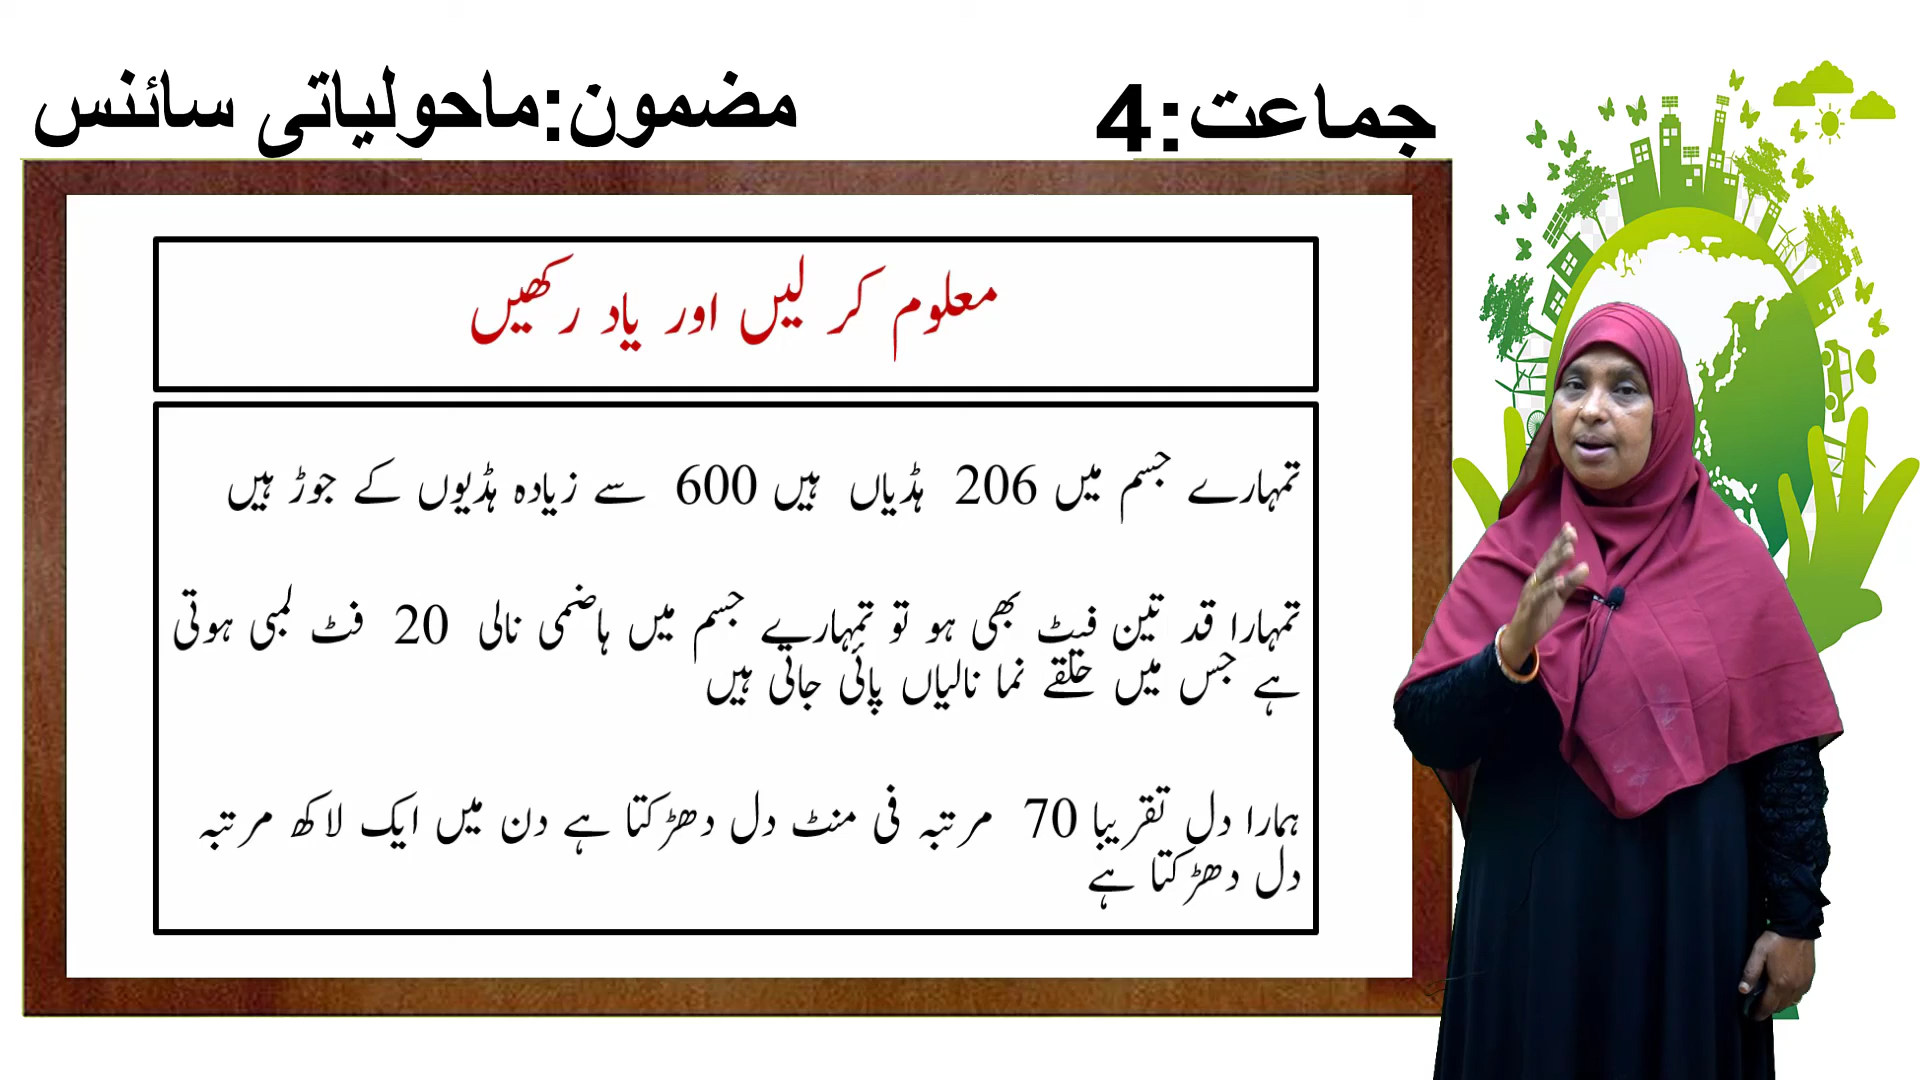 جماعت:4
مضمون:ماحولیاتی سائنس
معلوم کر لیں اور یاد رکھیں
تمہارے جسم میں 206 ہڈیاں ہیں 600 سے زیادہ ہڈیوں کے جوڑ ہیں
تمہارا قد تین فیٹ بھی ہو تو تمہارے جسم میں ہاضمی نالی 20 فٹ لمبی ہوتی
ہے جس میں حلقے نما نالیاں پائی جاتی ہیں
ہمارا دل تقریبا 70 مرتبہ فی منٹ دل دھڑکتا ہے دن میں ایک لاکھ مرتبہ
دل دھڑکتا ہے